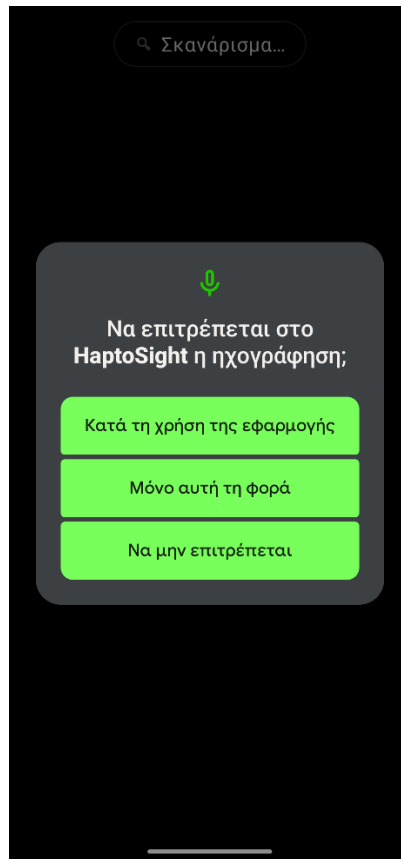 Σκανάρισμα...
Να επιτρέπεται στο
HaptoSight η ηχογράφηση;
Κατά τη χρήση της εφαρμογής
Μόνο αυτή τη φορά
Να μην επιτρέπεται